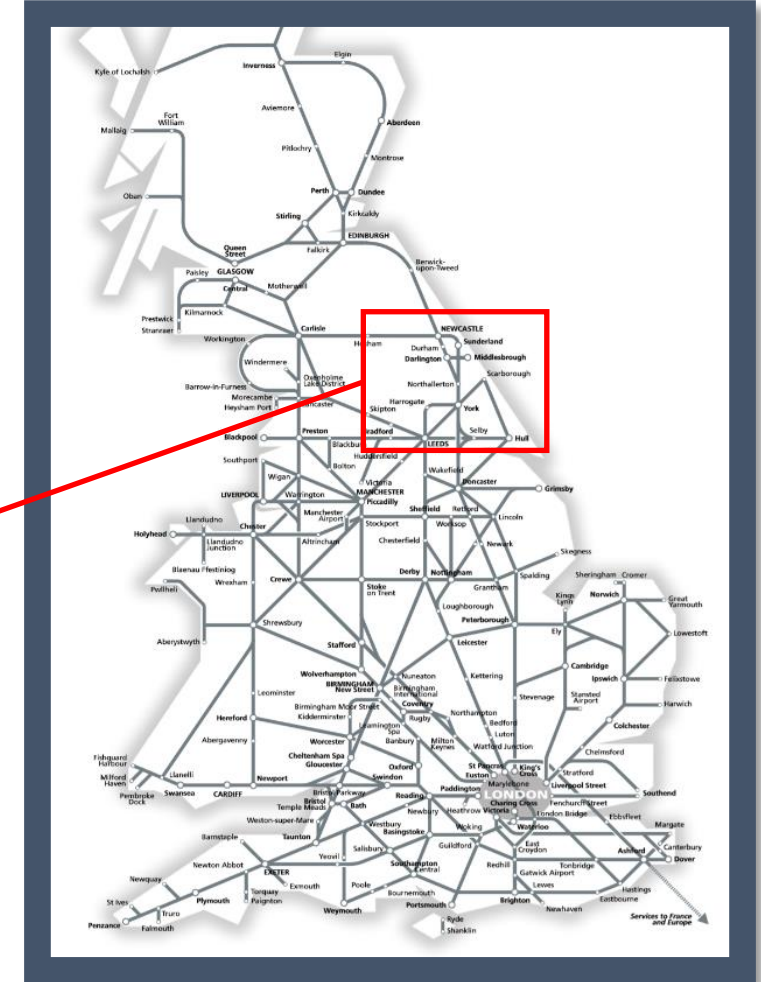 Elgin
Inverness
Kyle of Lochalsh
Aviemore
Fort
William
Aberdeen
Mallaig
Pitlochry
Montrose
Perth
Dundee
Oban
Stirling
Kirkcaldy
EDINBURGH
Queen
Street
Falkirk
Berwick-
upon-Tweed
Paisley
GLASGOW
Central
Motherwell
Kilmarnock
Prestwick
Stranraer
Carlisle
NEWCASTLE
Workington
Hexham
Durham
Sunderland
Darlington
Middlesbrough
Windermere
Scarborough
Oxenholme
Lake District
Northallerton
Barrow-in-Furness
Morecambe
Heysham Port
Lancaster
Harrogate
Skipton
York
Blackpool
Preston
Bradford
Selby
Hull
Blackburn
LEEDS
Southport
Huddersfield
Bolton
Wakefield
Wigan
Victoria
Doncaster
LIVERPOOL
Warrington
MANCHESTER
Piccadilly
Grimsby
Manchester
Airport
Sheffield
Retford
Lincoln
Llandudno
Stockport
Worksop
Holyhead
Chester
Llandudno
Junction
Altrincham
Chesterfield
Newark
Skegness
Blaenau Ffestiniog
Wrexham
Crewe
Derby
Nottingham
Spalding
Sheringham
Cromer
Pwllheli
Stoke
on Trent
Grantham
Kings
Lynn
Norwich
Great
Yarmouth
Loughborough
Shrewsbury
Peterborough
Lowestoft
Aberystwyth
Stafford
Leicester
Ely
Wolverhampton
Nuneaton
Kettering
Cambridge
BIRMINGHAM
New Street
Birmingham
International
Ipswich
Felixstowe
Leominster
Birmingham Moor Street
Coventry
Stevenage
Stansted
Airport
Harwich
Kidderminster
Rugby
Northampton
Hereford
Leamington
Spa
Bedford
Colchester
Abergavenny
Worcester
Banbury
Milton
Keynes
Luton
Watford Junction
Chelmsford
Fishguard
Harbour
Cheltenham Spa
Gloucester
Oxford
St Pancras
King's
Cross
Euston
Stratford
Milford
Haven
Llanelli
Swindon
Marylebone
Liverpool Street
Pembroke
Dock
Swansea
CARDIFF
Newport
Bristol Parkway
Reading
Paddington
LONDON
Southend
Bristol
Temple Meads
Bath
Newbury
Heathrow
Victoria
Charing Cross
Fenchurch Street
London Bridge
Ebbsfleet
Weston-super-Mare
Westbury
Basingstoke
Woking
Waterloo
Margate
Barnstaple
Taunton
Salisbury
Guildford
East
Croydon
Canterbury
Newton Abbot
Yeovil
Southampton
Central
Redhill
Tonbridge
Ashford
Dover
EXETER
Gatwick Airport
Newquay
Exmouth
Poole
Bournemouth
Lewes
Hastings
St Ives
Plymouth
Torquay
Paignton
Weymouth
Portsmouth
Brighton
Eastbourne
Newhaven
Truro
Penzance
Falmouth
Ryde
Shanklin
Services to France
and Europe